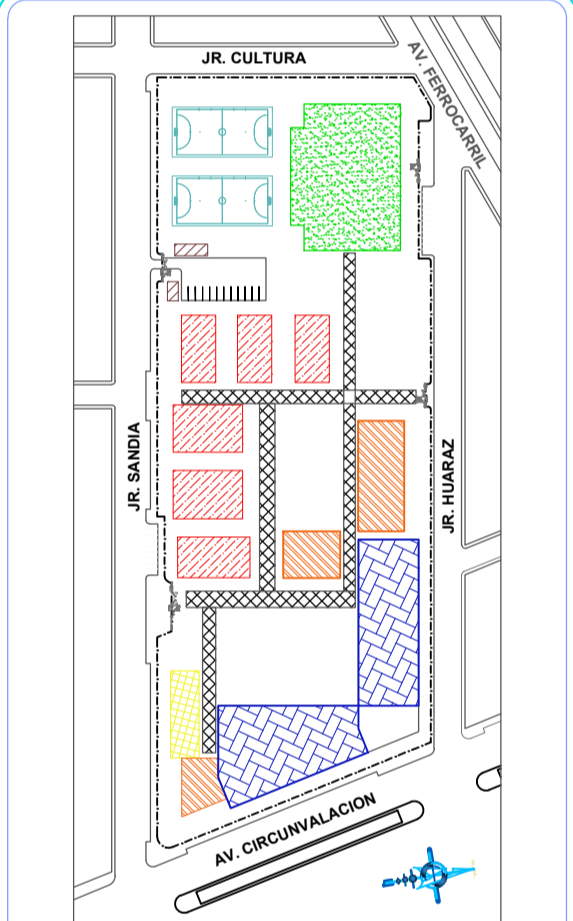 JR. CULTURA
AV. FERROCARRIL
JR. SANDIA
JR. HUARAZ
AV. CIRCUNVALACION